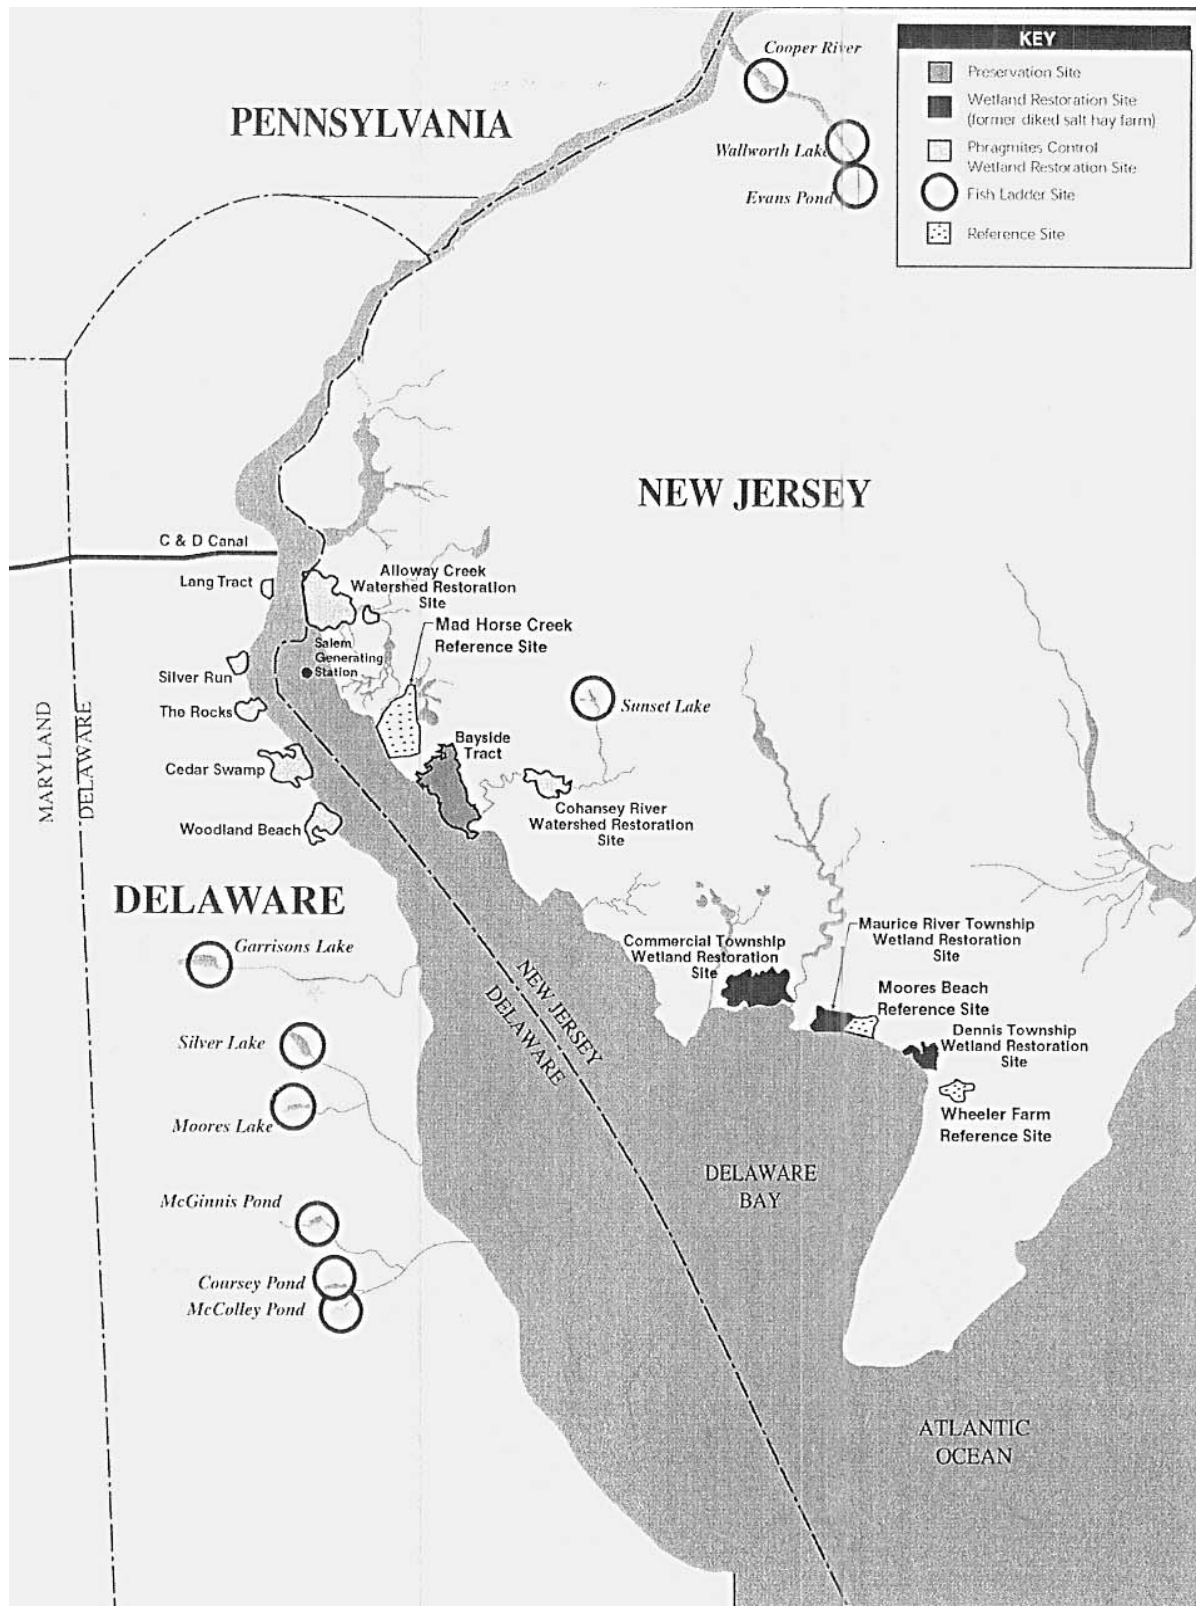 KEY
Preservation Site
Wetland Restoration Site
(former diked salt hay farm)
Phragmites Control
Wetland Restoration Site
Fish Ladder Site
Reference Site
Cooper River
PENNSYLVANIA
Wallworth Lake
Evans Pond
NEW JERSEY
C & D Canal
Lang Tract
Alloway Creek
Watershed Restoration
Site
Mad Horse Creek
Reference Site
Salem
Generating
Station
Silver Run
The Rocks
Sunset Lake
MARYLAND
DELAWARE
Bayside
Tract
Cedar Swamp
Cohansey River
Watershed Restoration
Site
Woodland Beach
DELAWARE
Garrisons Lake
Commercial Township
Wetland Restoration
Site
Maurice River Township
Wetland Restoration
Site
NEW JERSEY
DELAWARE
Moores Beach
Reference Site
Dennis Township
Wetland Restoration
Site
Silver Lake
Moores Lake
Wheeler Farm
Reference Site
DELAWARE
BAY
McGinnis Pond
Coursey Pond
McColley Pond
ATLANTIC
OCEAN